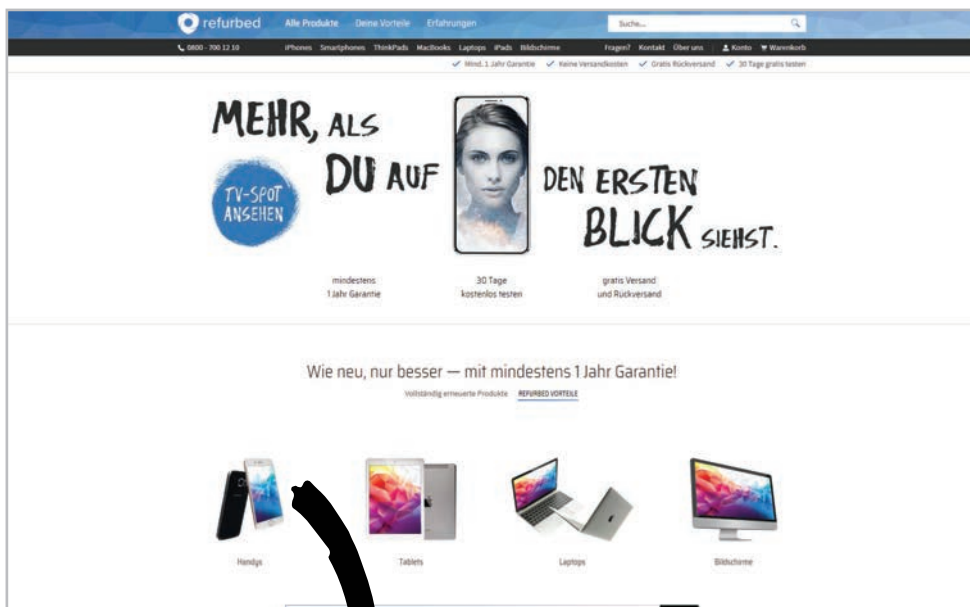 refurbed Alle Produkte Deine Vorteile Erfahrungen Suche...
0800 - 700 12 10 iPhones Smartphones ThinkPads MacBooks Laptops iPads Bildschirme Fragen? Kontakt Über uns Konto Warenkorb
Mind. 1 Jahr Garantie Keine Versandkosten Gratis Rückversand 30 Tage gratis testen
MEHR, ALS
DU AUF DEN ERSTEN
BLICK SIEHST.
TV-SPOT
ANSEHEN
mindestens
1 Jahr Garantie
30 Tage
kostenlos testen
gratis Versand
und Rückversand
Wie neu, nur besser — mit mindestens 1 Jahr Garantie!
Vollständig erneuerte Produkte REFURBED VORTEILE
Handys Tablets Laptops Bildschirme